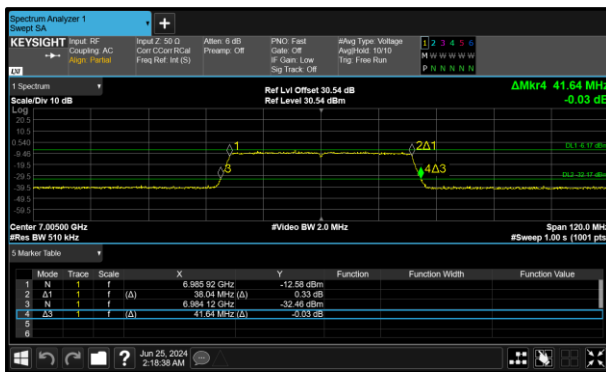 Spectrum Analyzer 1
Swept SA
KEYSIGHT Input: RF
Coupling: AC
Align: Partial
Input Z: 50 Ω
Corr CCorr RCal
Freq Ref: Int (S)
Atten: 6 dB
Preamp: Off
PNO: Fast
Gate: Off
IF Gain: Low
Sig Track: Off
#Avg Type: Voltage
Avg|Hold: 10/10
Trig: Free Run
1 2 3 4 5 6
M W W W W W
P N N N N N
LXI
1 Spectrum
Scale/Div 10 dB
Ref Lvl Offset 30.54 dB
Ref Level 30.54 dBm
ΔMkr4 41.64 MHz
-0.03 dB
Log
20.5
10.5
0.540
-9.46
-19.5
-29.5
-39.5
-49.5
-59.5
1
2Δ1
3
4Δ3
DL1 -6.17 dBm
DL2 -32.17 dBm
Center 7.00500 GHz
#Res BW 510 kHz
#Video BW 2.0 MHz
Span 120.0 MHz
#Sweep 1.00 s (1001 pts)
5 Marker Table
Mode Trace Scale X Y Function Function Width Function Value
1 N 1 f 6.985 92 GHz -12.58 dBm
2 Δ1 1 f (Δ) 38.04 MHz (Δ) 0.33 dB
3 N 1 f 6.984 12 GHz -32.46 dBm
4 Δ3 1 f (Δ) 41.64 MHz (Δ) -0.03 dB
5
6
Jun 25, 2024
2:18:38 AM